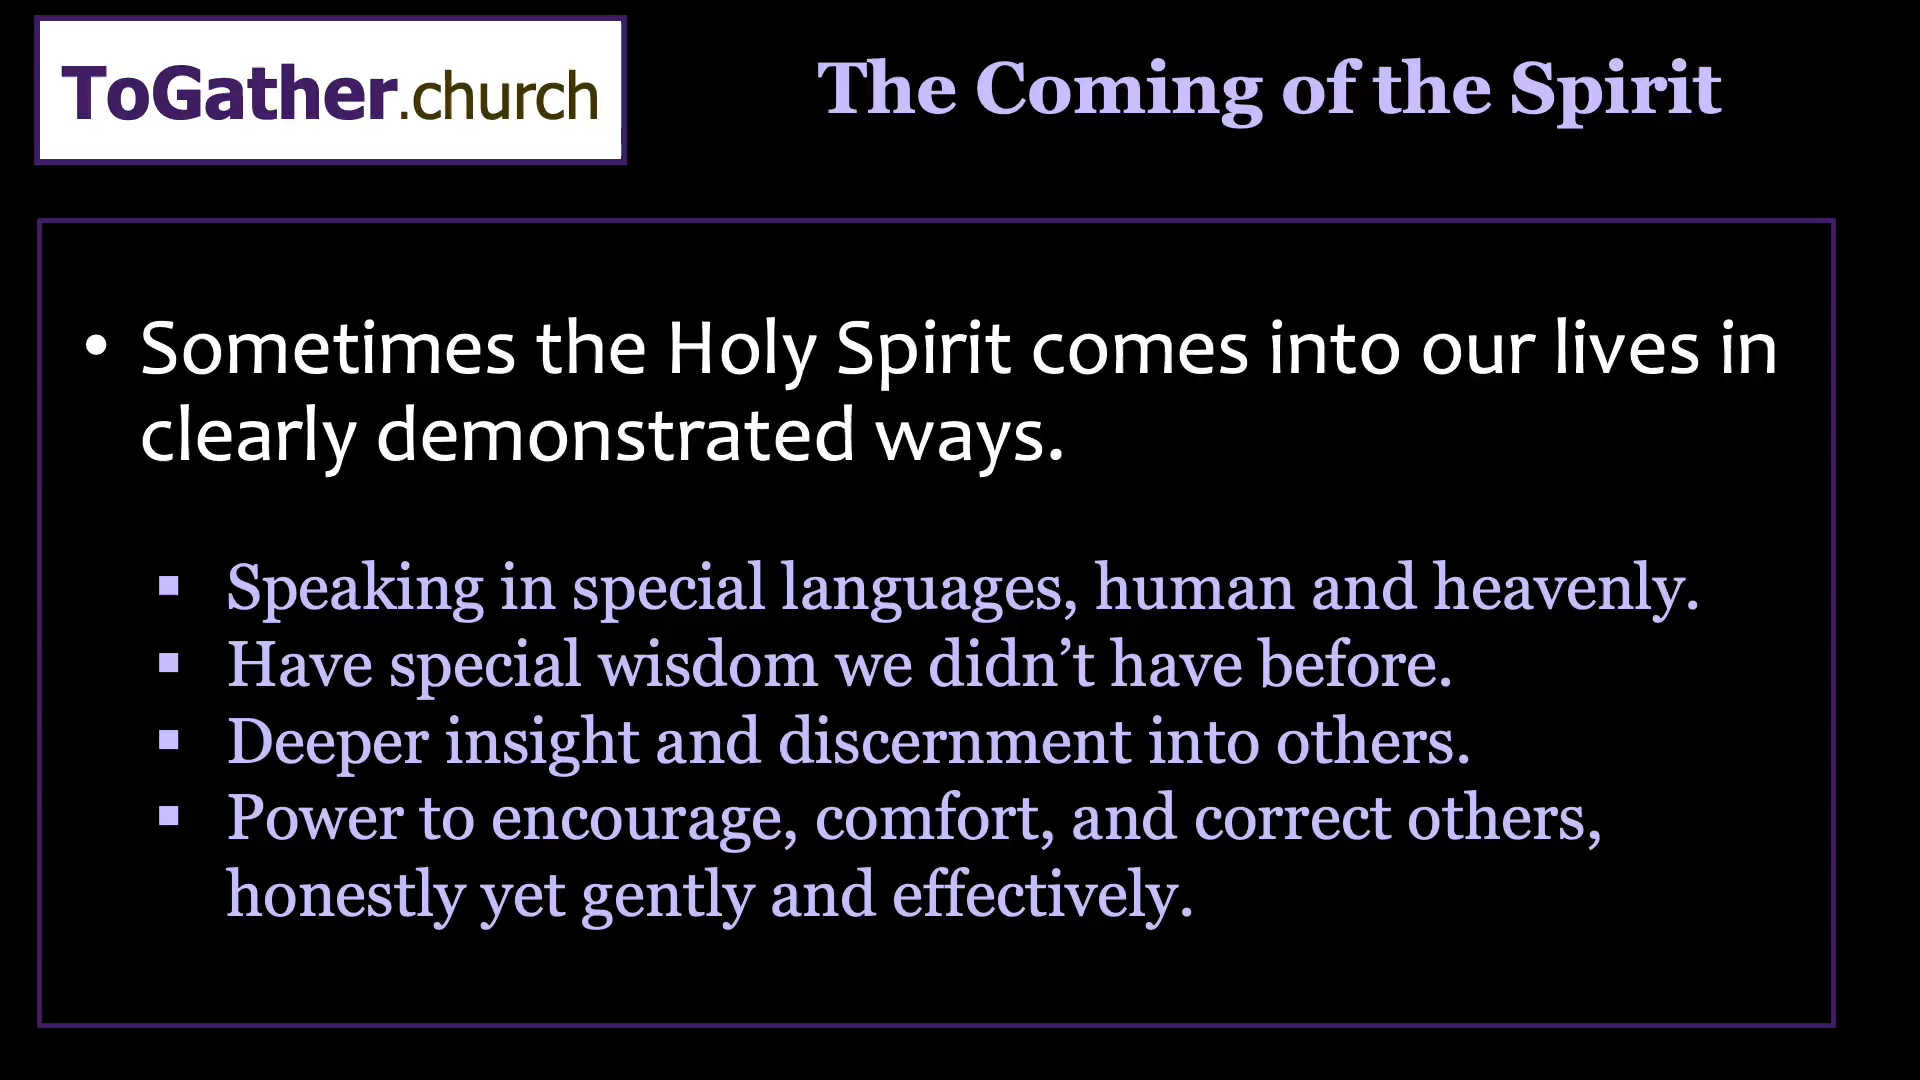 ToGather.church
The Coming of the Spirit
• Sometimes the Holy Spirit comes into our lives in
clearly demonstrated ways.
▪ Speaking in special languages, human and heavenly.
▪ Have special wisdom we didn’t have before.
▪ Deeper insight and discernment into others.
▪ Power to encourage, comfort, and correct others,
honestly yet gently and effectively.